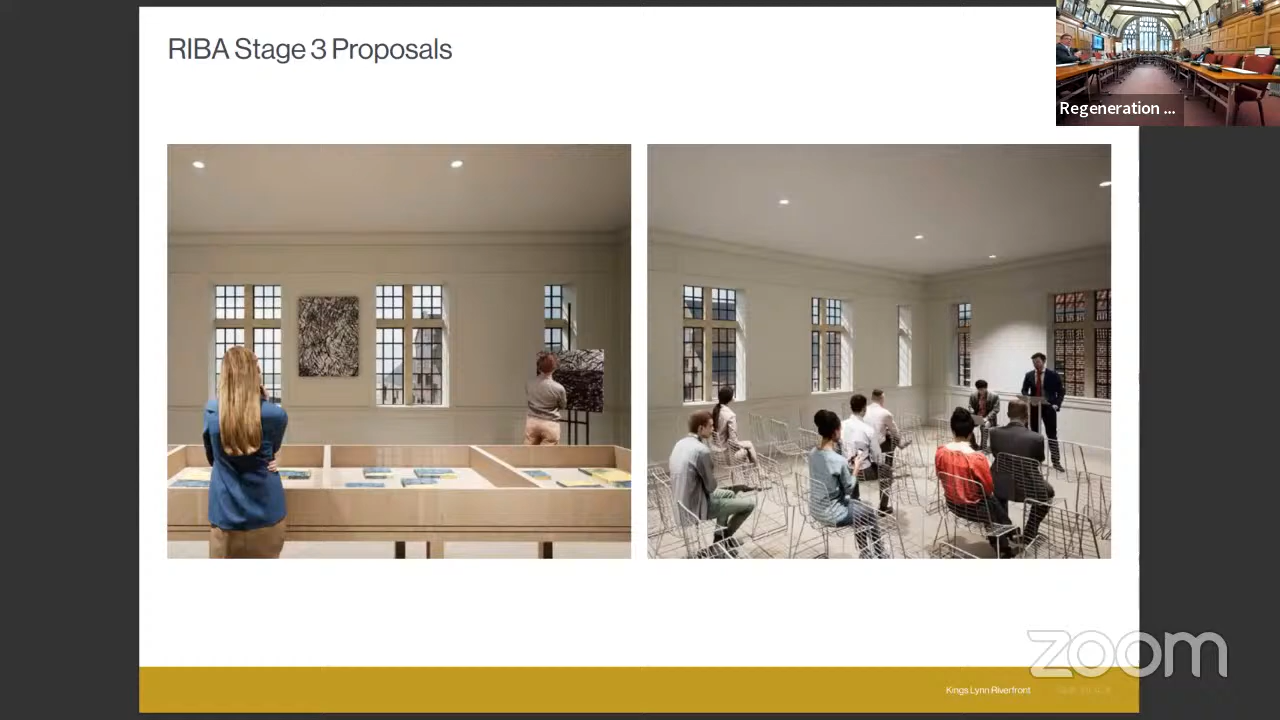 RIBA Stage 3 Proposals
Regeneration ...
zoom
Kings Lynn Riverfront